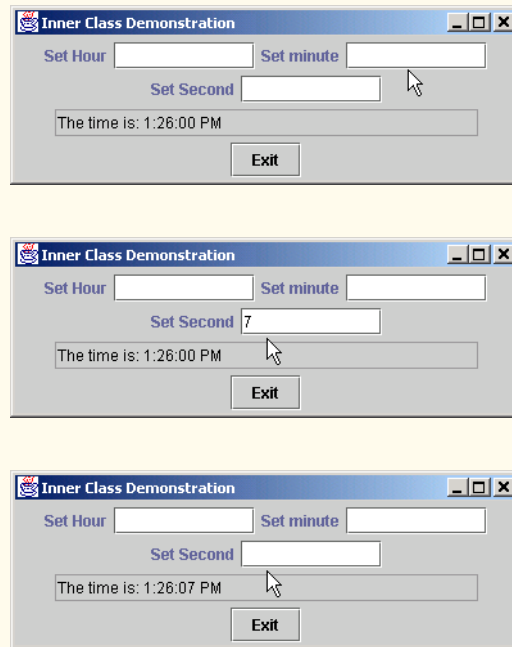 Inner Class Demonstration
Set Hour Set minute
Set Second
The time is: 1:26:00 PM
Exit
Inner Class Demonstration
Set Hour Set minute
Set Second 7
The time is: 1:26:00 PM
Exit
Inner Class Demonstration
Set Hour Set minute
Set Second
The time is: 1:26:07 PM
Exit